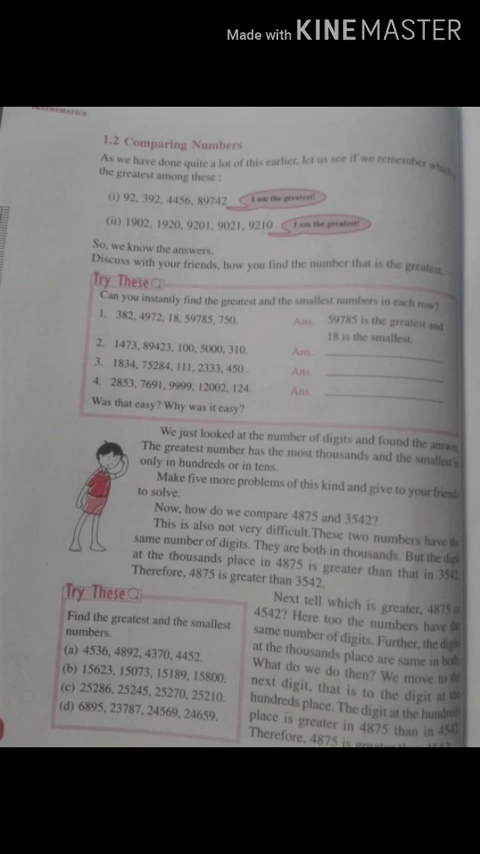 Made with KINEMASTER
MATHEMATICS
1.2 Comparing Numbers
As we have done quite a lot of this earlier, let us see if we remember which
the greatest among these :
(i) 92, 392, 4456, 89742 I am the greatest!
(ii) 1902, 1920, 9201, 9021, 9210 I am the greatest!
So, we know the answers.
Discuss with your friends, how you find the number that is the greatest.
Try These
Can you instantly find the greatest and the smallest numbers in each row?
1. 382, 4972, 18, 59785, 750. Ans. 59785 is the greatest and
18 is the smallest.
2. 1473, 89423, 100, 5000, 310. Ans.
3. 1834, 75284, 111, 2333, 450 . Ans.
4. 2853, 7691, 9999, 12002, 124. Ans.
Was that easy? Why was it easy?
We just looked at the number of digits and found the answer.
The greatest number has the most thousands and the smallest is
only in hundreds or in tens.
Make five more problems of this kind and give to your friends
to solve.
Now, how do we compare 4875 and 3542?
This is also not very difficult.These two numbers have the
same number of digits. They are both in thousands. But the digit
at the thousands place in 4875 is greater than that in 3542.
Therefore, 4875 is greater than 3542.
Try These
Find the greatest and the smallest
numbers.
(a) 4536, 4892, 4370, 4452.
(b) 15623, 15073, 15189, 15800.
(c) 25286, 25245, 25270, 25210.
(d) 6895, 23787, 24569, 24659.
Next tell which is greater, 4875 or
4542? Here too the numbers have the
same number of digits. Further, the digits
at the thousands place are same in both.
What do we do then? We move to the
next digit, that is to the digit at the
hundreds place. The digit at the hundreds
place is greater in 4875 than in 4542.
Therefore, 4875 is greater than 4542.